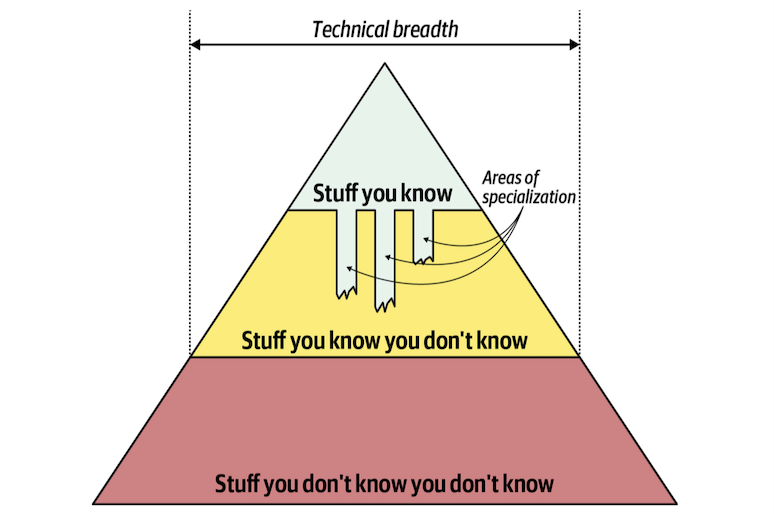 Technical breadth
Areas of
specialization
Stuff you know
Stuff you know you don't know
Stuff you don't know you don't know